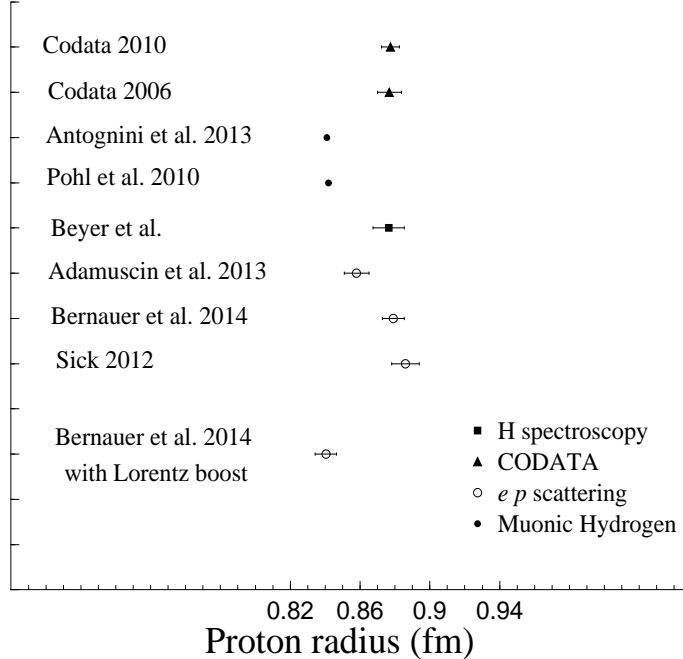 Codata 2010
Codata 2006
Antognini et al. 2013
Pohl et al. 2010
Beyer et al.
Adamuscin et al. 2013
Bernauer et al. 2014
Sick 2012
Bernauer et al. 2014
with Lorentz boost
H spectroscopy
CODATA
e p scattering
Muonic Hydrogen
0.82 0.86 0.9 0.94
Proton radius (fm)